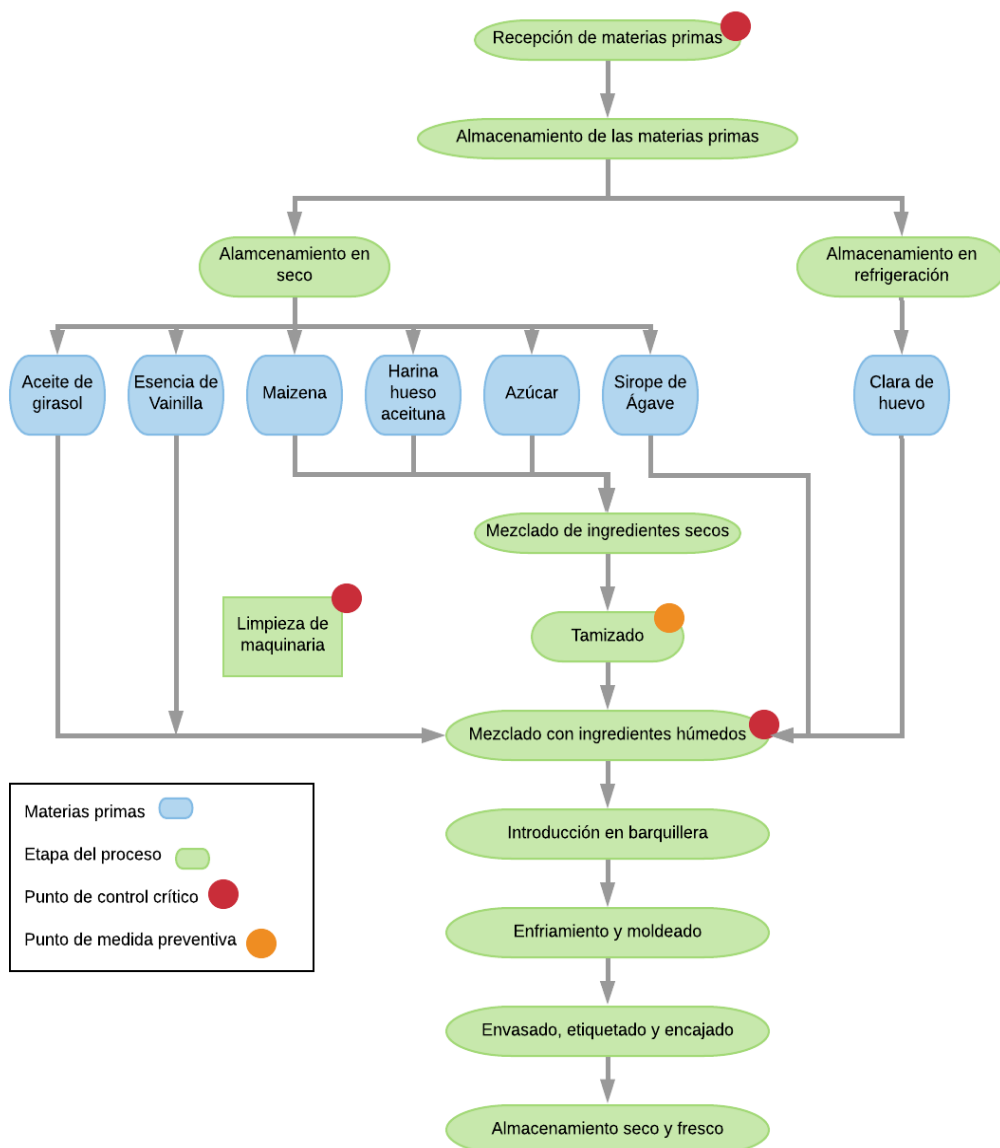 Recepción de materias primas
Almacenamiento de las materias primas
Alamcenamiento en
seco
Almacenamiento en
refrigeración
Aceite de
girasol
Esencia de
Vainilla
Maizena
Harina
hueso
aceituna
Azúcar
Sirope de
Ágave
Clara de
huevo
Mezclado de ingredientes secos
Limpieza de
maquinaria
Tamizado
Mezclado con ingredientes húmedos
Materias primas
Etapa del proceso
Punto de control crítico
Punto de medida preventiva
Introducción en barquillera
Enfriamiento y moldeado
Envasado, etiquetado y encajado
Almacenamiento seco y fresco